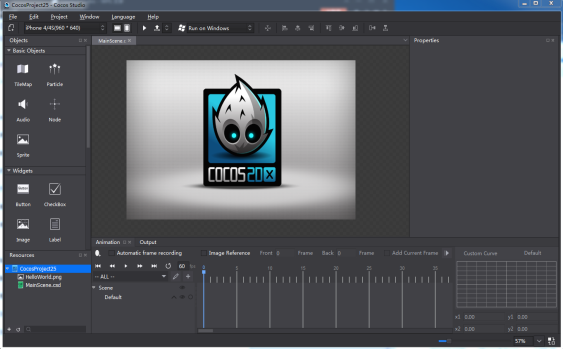 CocosProject25 - Cocos Studio
File Edit Project Window Language Help
iPhone 4/4S(960 * 640) Run on Windows
Objects MainScene.c Properties
Basic Objects
TileMap Particle
Audio Node
Sprite
COCOS2DX
Widgets
Button CheckBox
Image Label
Resources
CocosProject25
HelloWorld.png
MainScene.csd
Animation Output
Automatic frame recording Image Reference Front 0 Frame Back 0 Frame Add Current Frame Custom Curve Default
60
-- ALL -- 0 5 10 15 20 25 30 35
Scene
Default
x1 0.00 y1 0.00
x2 0.00 y2 0.00
57%